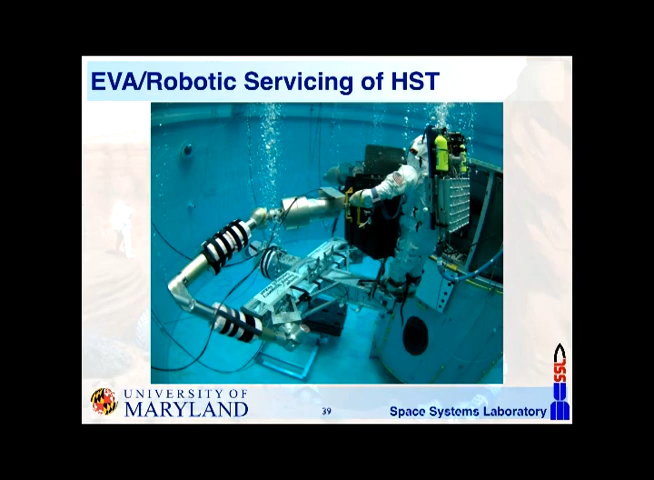 EVA/Robotic Servicing of HST
UNIVERSITY OF
MARYLAND
39
Space Systems Laboratory
SSL